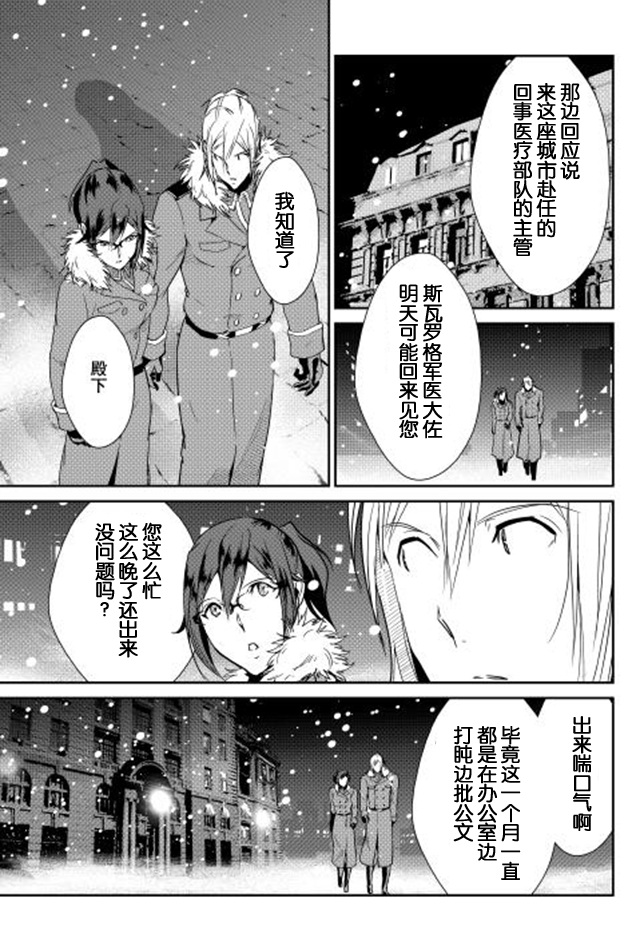 那边回应说
来这座城市赴任的
回事医疗部队的主管
斯瓦罗格军医大佐
明天可能回来见您
我知道了
殿下
您这么忙
这么晚了还出来
没问题吗？
出来喘口气啊
毕竟这一个月一直
都是在办公室边
打盹边批公文